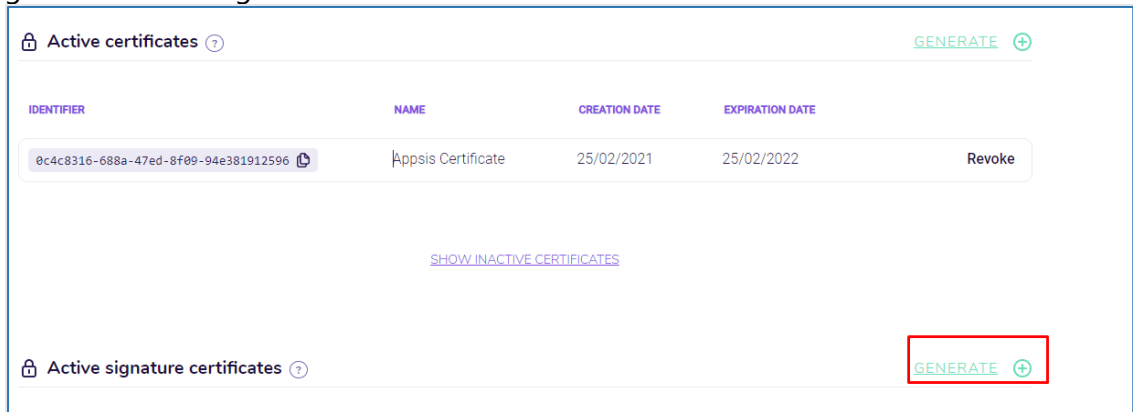 Active certificates ? GENERATE
IDENTIFIER NAME CREATION DATE EXPIRATION DATE
0c4c8316-688a-47ed-8f09-94e381912596 Appsis Certificate 25/02/2021 25/02/2022 Revoke
SHOW INACTIVE CERTIFICATES
Active signature certificates ? GENERATE